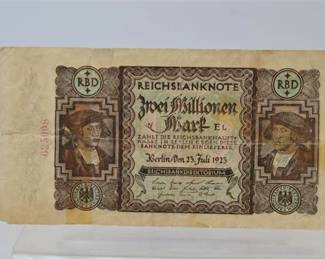 RBD
REICHSBANKNOTE
RBD
Zwei Millionen
Mark
ZAHLT DIE REICHSBANKHAUPT-
KASSE IN BERLIN GEGEN DIESE
BANKNOTE DEM EINLIEFERER.
Berlin, den 23. Juli 1923
REICHSBANKDIREKTORIUM